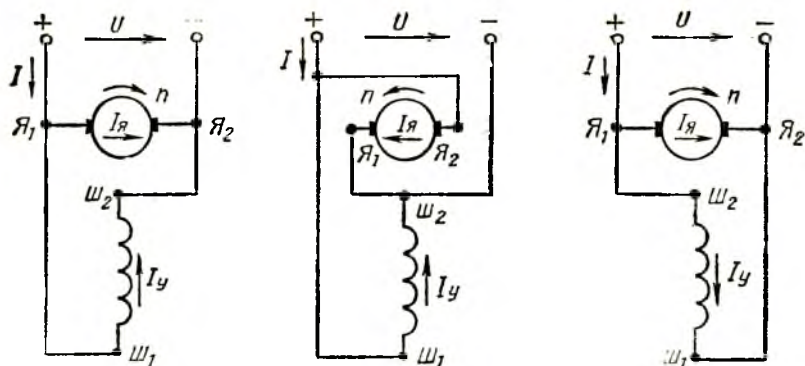 + U −
I n
Я₁ Iя Я₂
Ш₂
Iу
Ш₁
+ U −
I n
Iя
Я₁ Я₂
Ш₂
Iу
Ш₁
+ U −
I n
Я₁ Iя Я₂
Ш₂
Iу
Ш₁